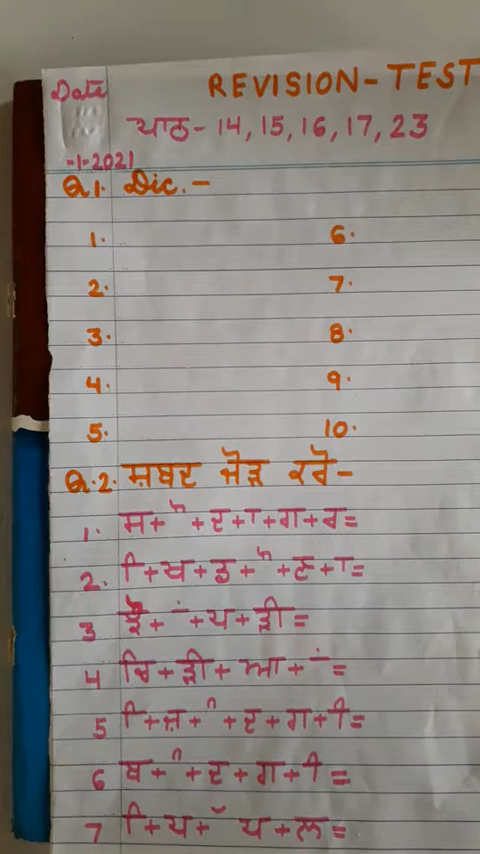 Date REVISION-TEST
ਪਾਠ- 14, 15, 16, 17, 23
-1-2021
Q1. Dic.-
1. 6.
2. 7.
3. 8.
4. 9.
5. 10.
Q.2. ਸ਼ਬਦ ਜੋੜ ਕਰੋ-
1. ਸ+ੌ+ਦ+ਾ+ਗ+ਰ=
2. ਿ+ਖ+ਡ+ੌ+ਣ+ਾ=
3 ਝੌ+ਂ+ਪ+ੜੀ=
4 ਚਿ+ੜੀ+ਆ+ਂ=
5 ਿ+ਜ਼+ੰ+ਦ+ਗ+ੀ=
6 ਬ+ੰ+ਦ+ਗ+ੀ=
7 ਿ+ਪ+ੱ ਪ+ਲ=